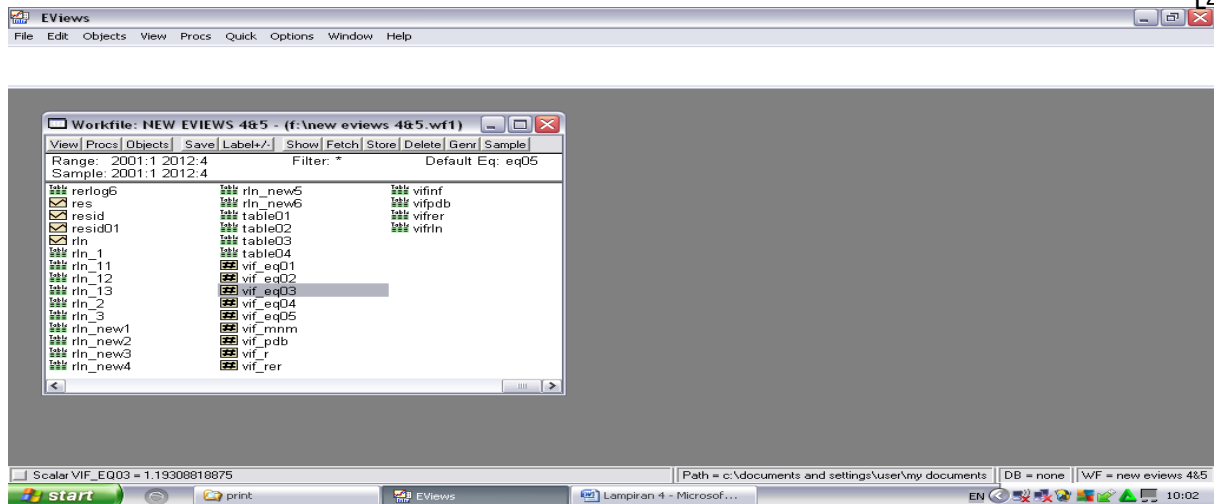 EViews
File Edit Objects View Procs Quick Options Window Help
Workfile: NEW EVIEWS 4&5 - (f:\new eviews 4&5.wf1)
View Procs Objects Save Label+/- Show Fetch Store Delete Genr Sample
Range: 2001:1 2012:4 Filter: * Default Eq: eq05
Sample: 2001:1 2012:4
rerlog6
res
resid
resid01
rln
rln_1
rln_11
rln_12
rln_13
rln_2
rln_3
rln_new1
rln_new2
rln_new3
rln_new4
rln_new5
rln_new6
table01
table02
table03
table04
vif_eq01
vif_eq02
vif_eq03
vif_eq04
vif_eq05
vif_mnm
vif_pdb
vif_r
vif_rer
vifinf
vifpdb
vifrer
vifrln
Scalar VIF_EQ03 = 1.19308818875 Path = c:\documents and settings\user\my documents DB = none WF = new eviews 4&5
start print EViews Lampiran 4 - Microsof... EN 10:02